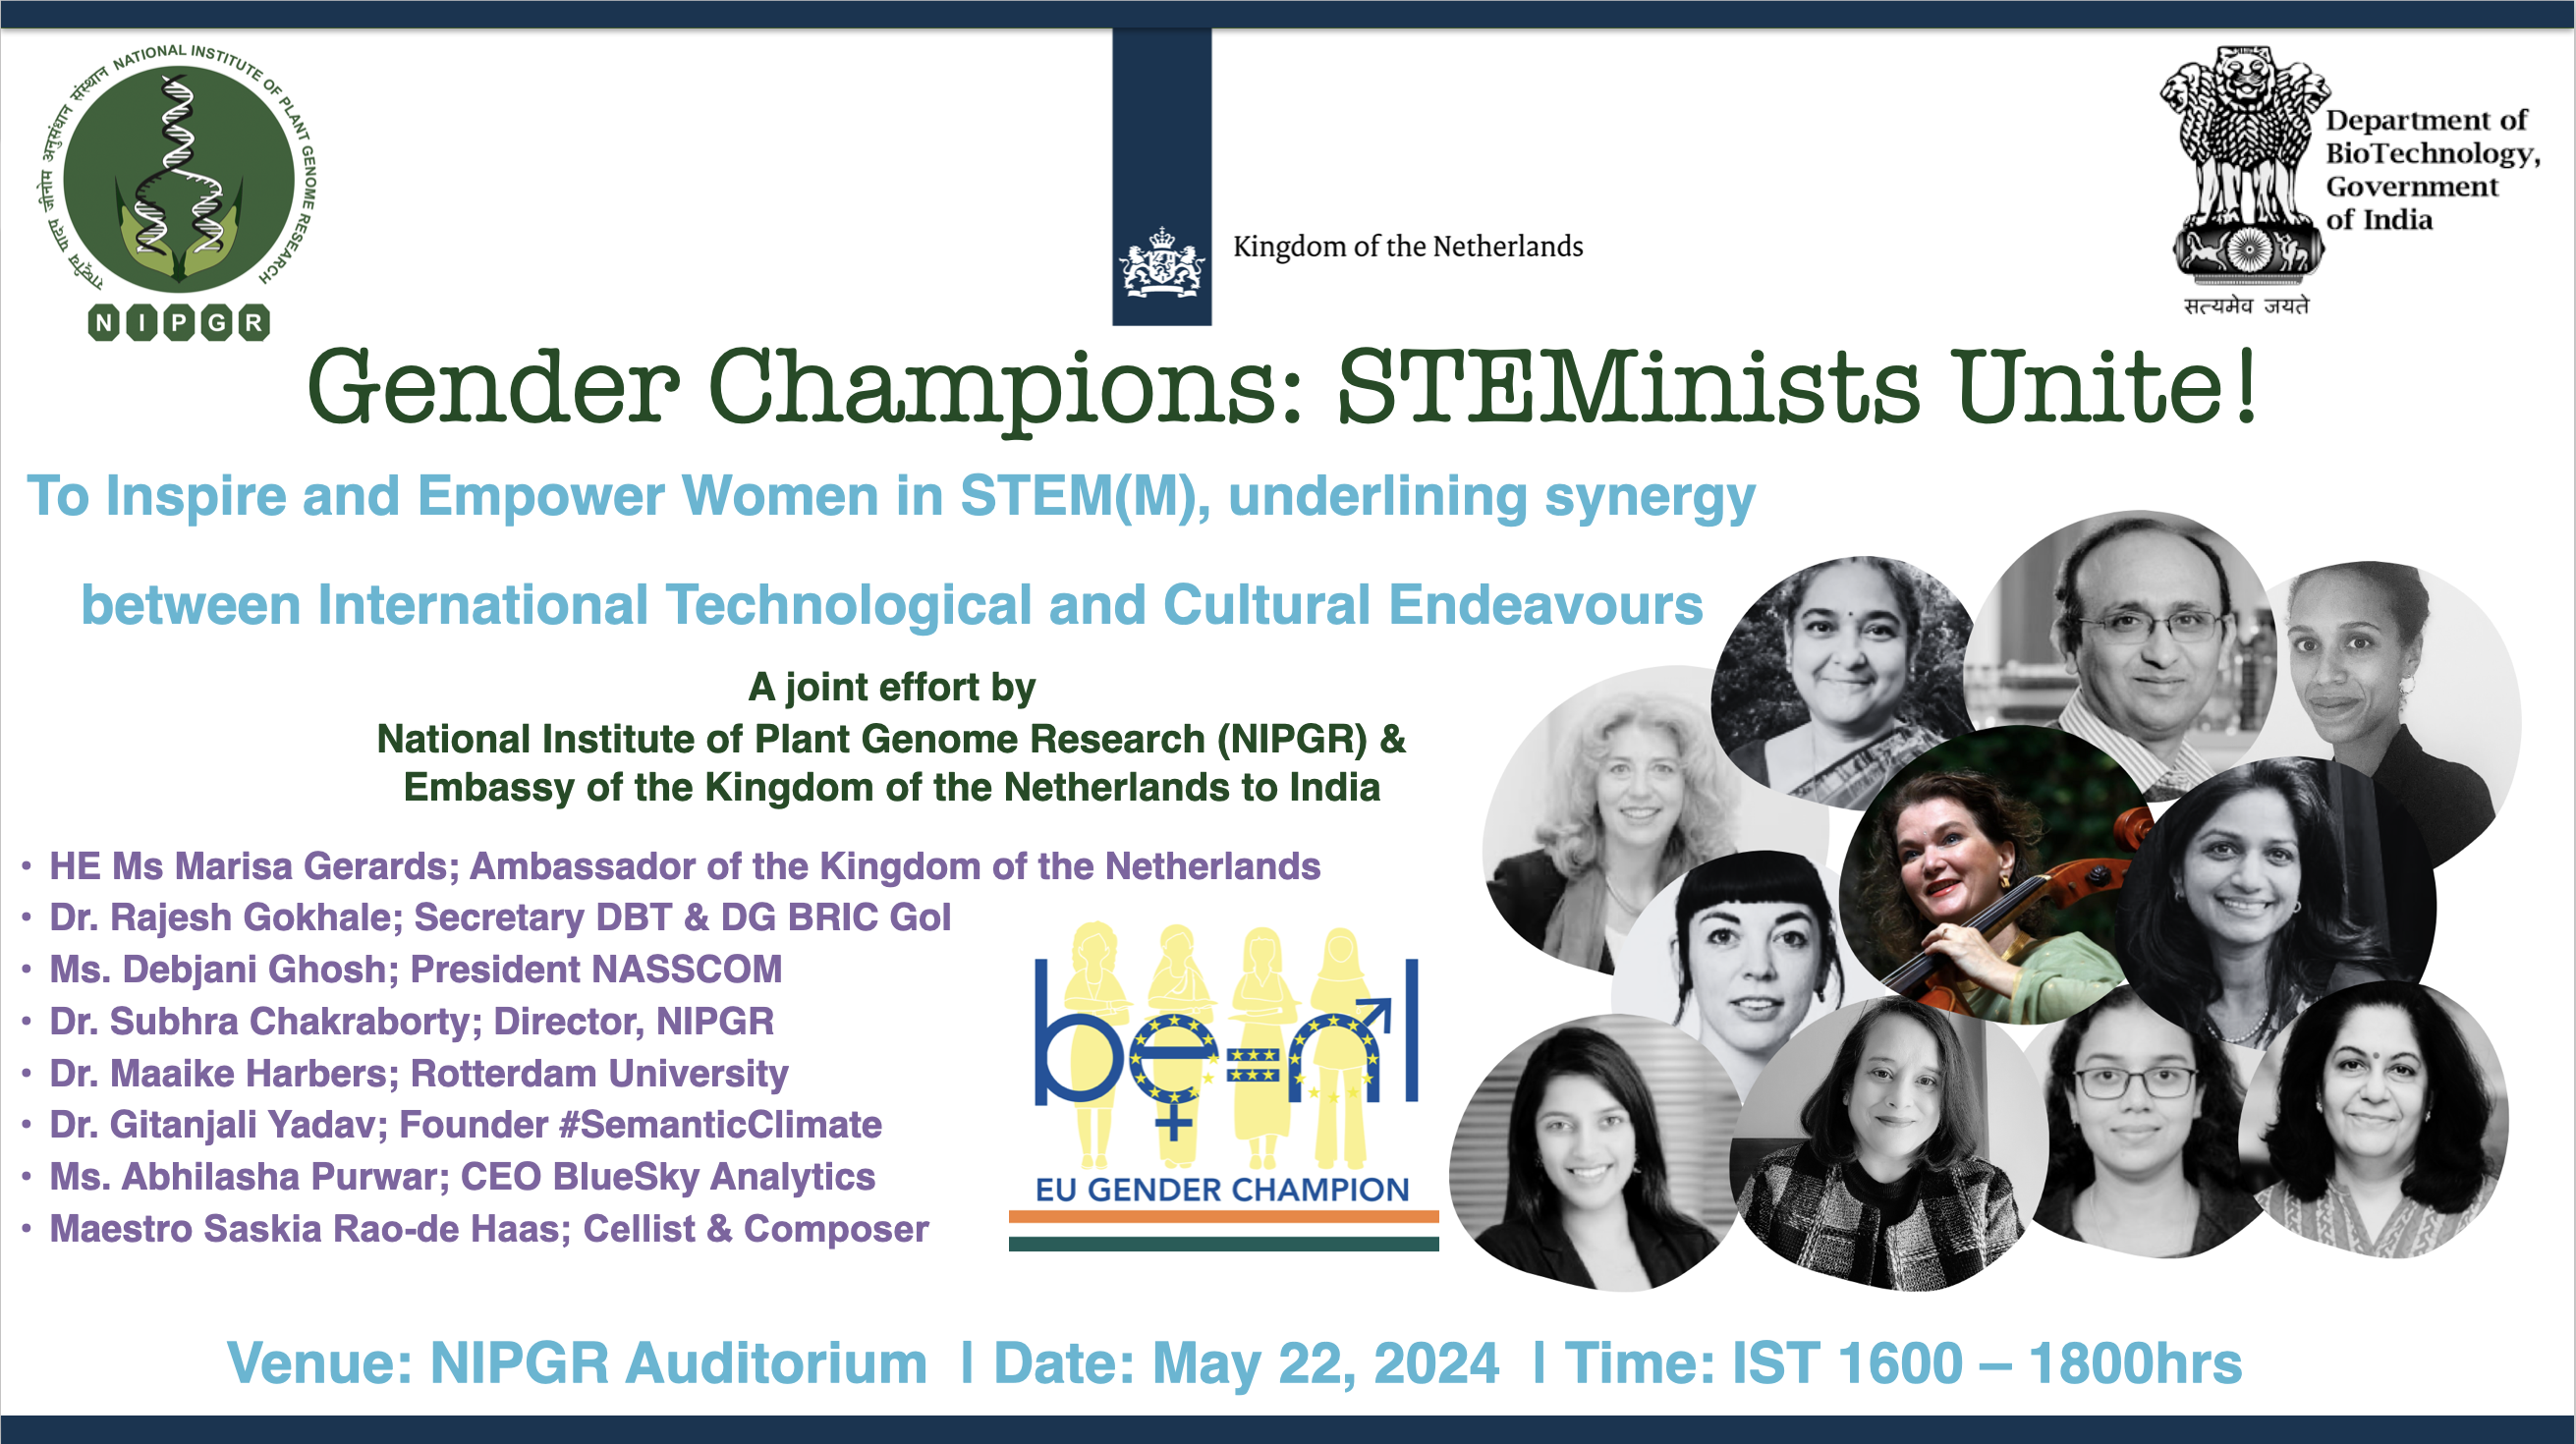 राष्ट्रीय पादप जीनोम अनुसंधान संस्थान NATIONAL INSTITUTE OF PLANT GENOME RESEARCH
NIPGR
Kingdom of the Netherlands
Department of
BioTechnology,
Government
of India
सत्यमेव जयते
Gender Champions: STEMinists Unite!
To Inspire and Empower Women in STEM(M), underlining synergy
between International Technological and Cultural Endeavours
A joint effort by
National Institute of Plant Genome Research (NIPGR) &
Embassy of the Kingdom of the Netherlands to India
• HE Ms Marisa Gerards; Ambassador of the Kingdom of the Netherlands
• Dr. Rajesh Gokhale; Secretary DBT & DG BRIC GoI
• Ms. Debjani Ghosh; President NASSCOM
• Dr. Subhra Chakraborty; Director, NIPGR
• Dr. Maaike Harbers; Rotterdam University
• Dr. Gitanjali Yadav; Founder #SemanticClimate
• Ms. Abhilasha Purwar; CEO BlueSky Analytics
• Maestro Saskia Rao-de Haas; Cellist & Composer
be=nl
EU GENDER CHAMPION
Venue: NIPGR Auditorium | Date: May 22, 2024 | Time: IST 1600 – 1800hrs